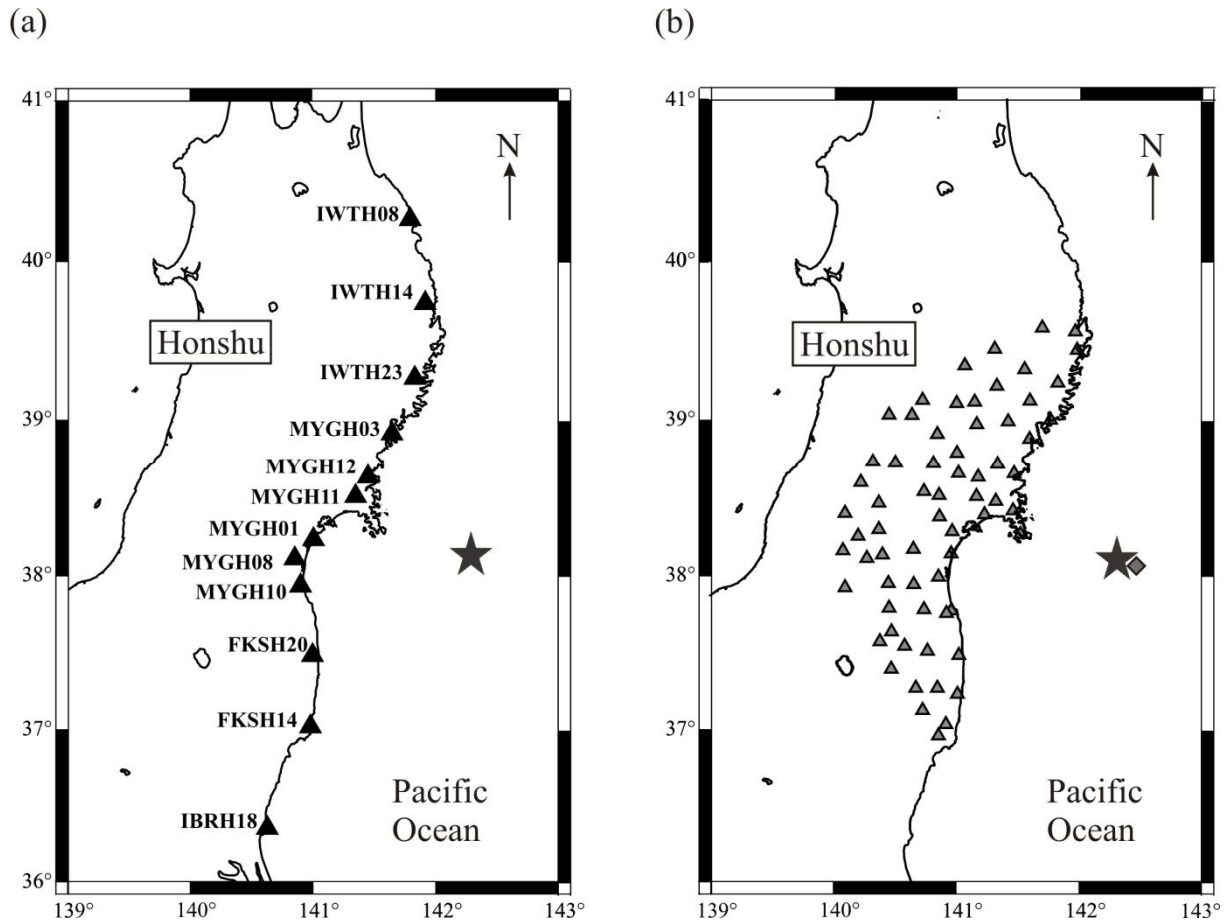 (a)
41°
N
IWTH08
40°
IWTH14
Honshu
IWTH23
39°
MYGH03
MYGH12
MYGH11
MYGH01
MYGH08
38°
MYGH10
FKSH20
FKSH14
37°
Pacific
Ocean
IBRH18
36°
139°
140°
141°
142°
143°
(b)
41°
N
40°
Honshu
39°
38°
37°
Pacific
Ocean
36°
139°
140°
141°
142°
143°